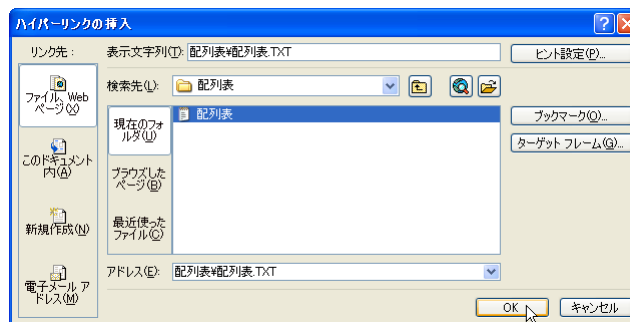 ハイパーリンクの挿入
リンク先：
表示文字列(T): 配列表¥配列表.TXT
ヒント設定(P)...
ファイル、Web
ページ(X)
検索先(L): 配列表
現在のフォ
ルダ(U)
配列表
ブックマーク(O)...
ターゲット フレーム(G)...
このドキュメント
内(A)
ブラウズした
ページ(B)
新規作成(N)
最近使った
ファイル(C)
電子メール ア
ドレス(M)
アドレス(E): 配列表¥配列表.TXT
OK
キャンセル